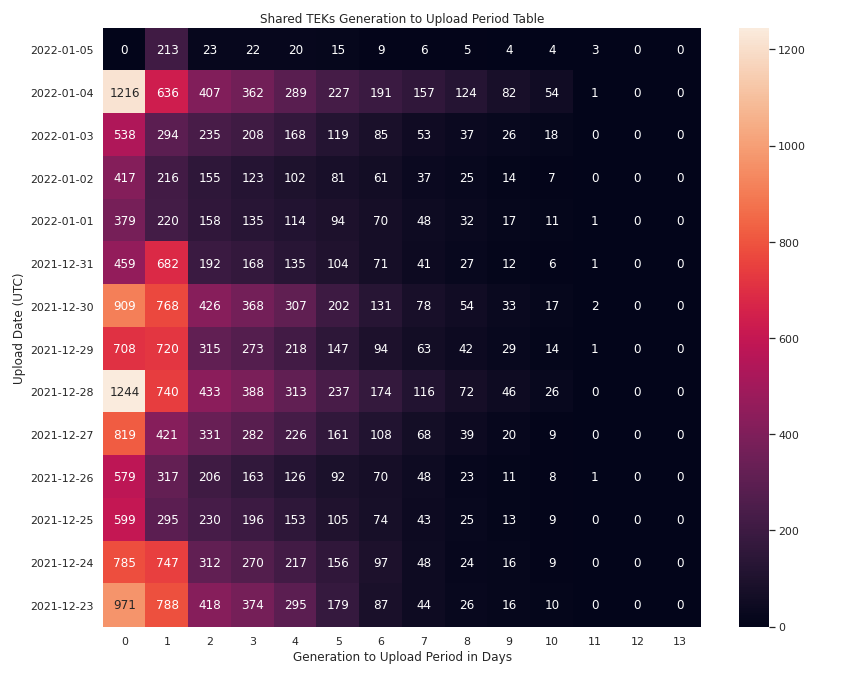 Shared TEKs Generation to Upload Period Table
2022-01-05 0 213 23 22 20 15 9 6 5 4 4 3 0 0
2022-01-04 1216 636 407 362 289 227 191 157 124 82 54 1 0 0
2022-01-03 538 294 235 208 168 119 85 53 37 26 18 0 0 0
2022-01-02 417 216 155 123 102 81 61 37 25 14 7 0 0 0
2022-01-01 379 220 158 135 114 94 70 48 32 17 11 1 0 0
2021-12-31 459 682 192 168 135 104 71 41 27 12 6 1 0 0
2021-12-30 909 768 426 368 307 202 131 78 54 33 17 2 0 0
2021-12-29 708 720 315 273 218 147 94 63 42 29 14 1 0 0
2021-12-28 1244 740 433 388 313 237 174 116 72 46 26 0 0 0
2021-12-27 819 421 331 282 226 161 108 68 39 20 9 0 0 0
2021-12-26 579 317 206 163 126 92 70 48 23 11 8 1 0 0
2021-12-25 599 295 230 196 153 105 74 43 25 13 9 0 0 0
2021-12-24 785 747 312 270 217 156 97 48 24 16 9 0 0 0
2021-12-23 971 788 418 374 295 179 87 44 26 16 10 0 0 0
0 1 2 3 4 5 6 7 8 9 10 11 12 13
Generation to Upload Period in Days
Upload Date (UTC)
1200
1000
800
600
400
200
0